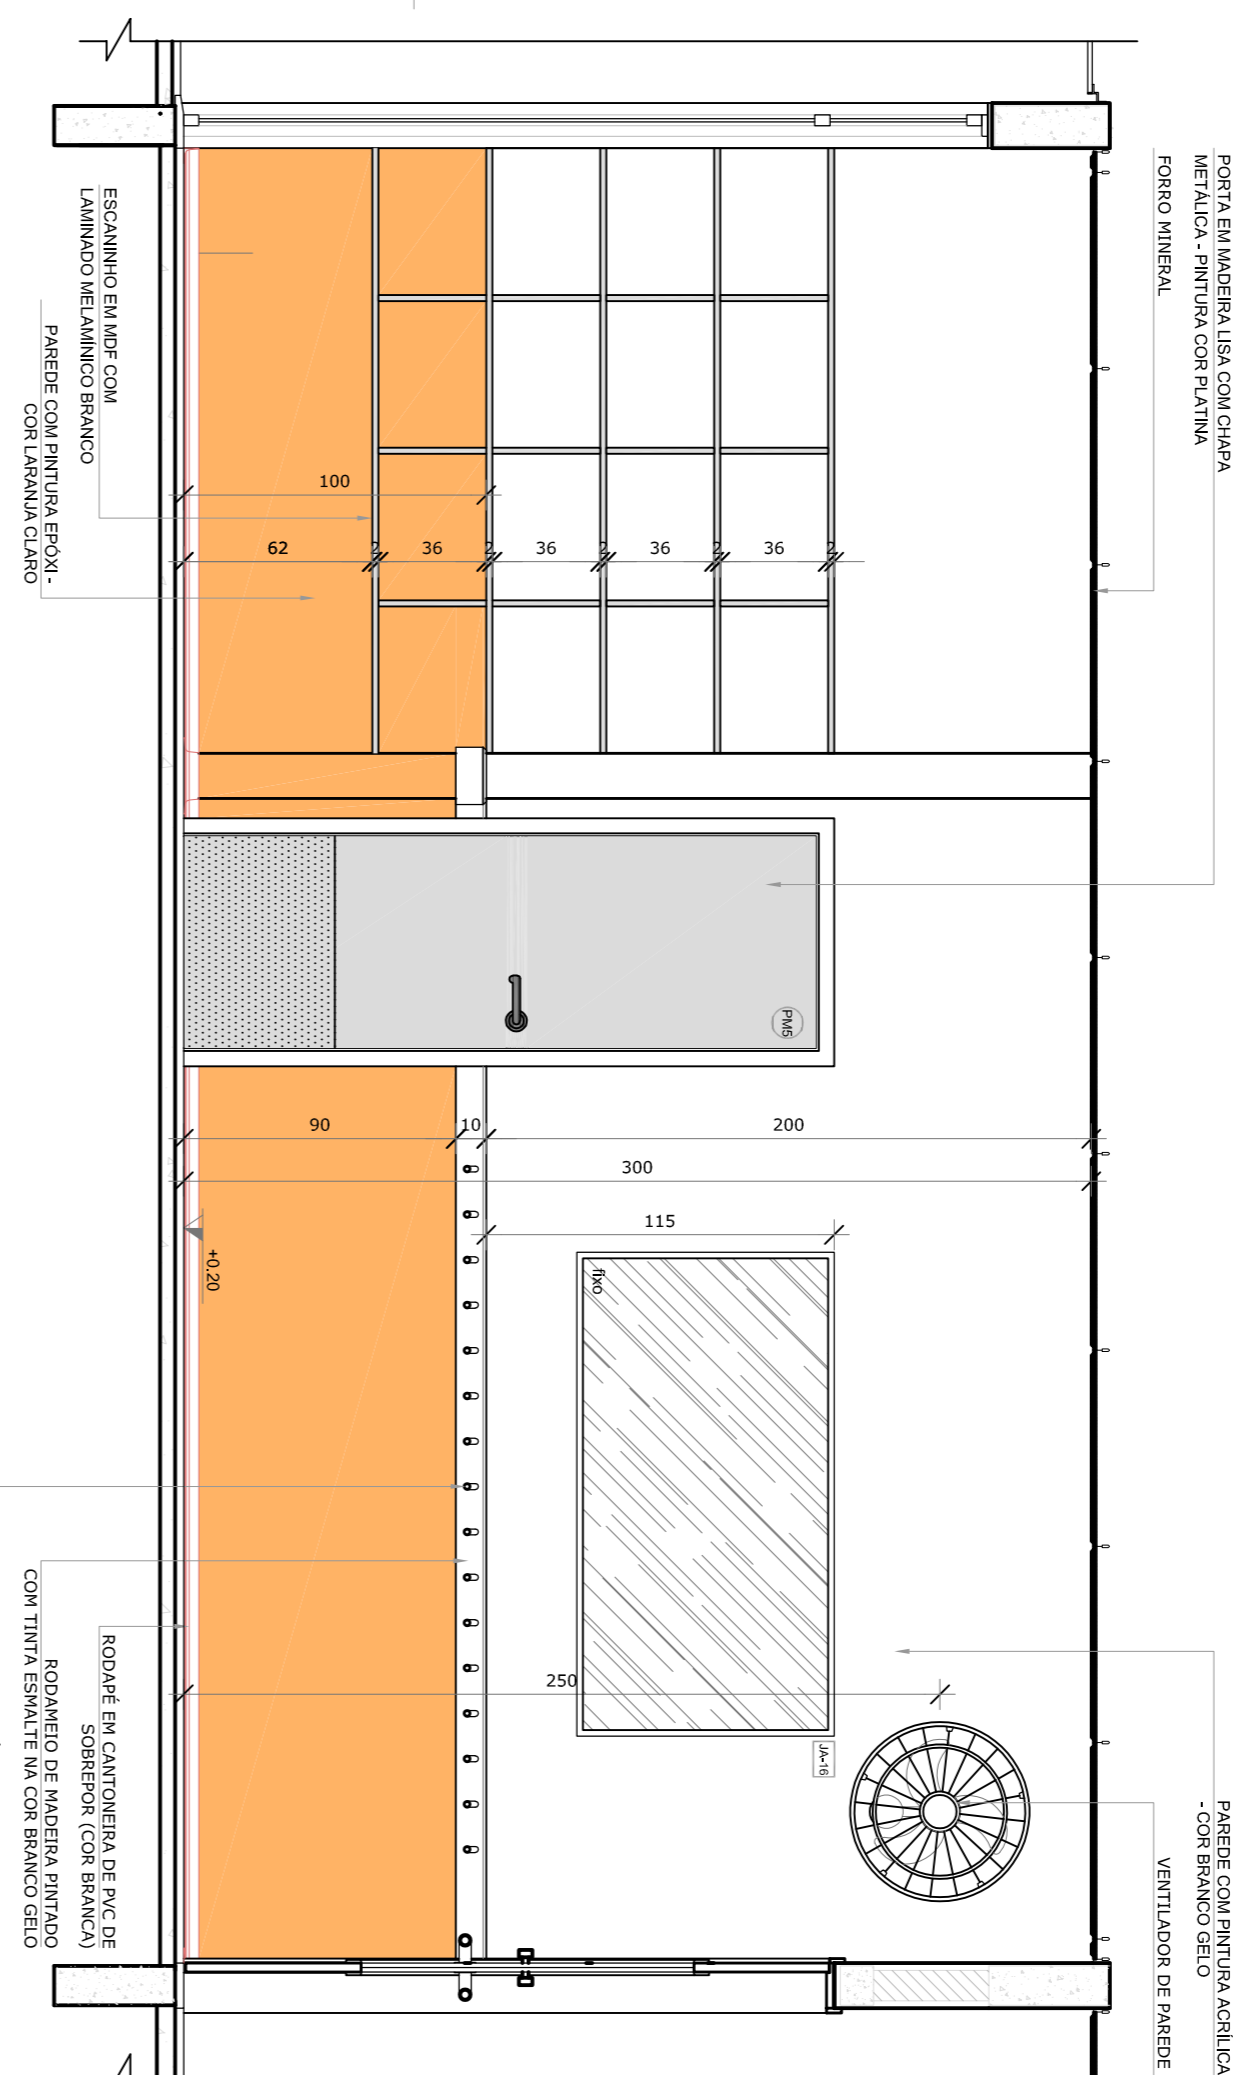 PORTA EM MADEIRA LISA COM CHAPA
METÁLICA - PINTURA COR PLATINA
FORRO MINERAL
PAREDE COM PINTURA ACRÍLICA
- COR BRANCO GELO
VENTILADOR DE PAREDE
2
36
2
36
2
36
2
36
2
62
100
PM5
200
10
90
300
115
fixo
JA-16
250
+0.20
ESCANINHO EM MDF COM
LAMINADO MELAMÍNICO BRANCO
PAREDE COM PINTURA EPÓXI -
COR LARANJA CLARO
RODAPÉ EM CANTONEIRA DE PVC DE
SOBREPOR (COR BRANCA)
RODAMEIO DE MADEIRA PINTADO
COM TINTA ESMALTE NA COR BRANCO GELO